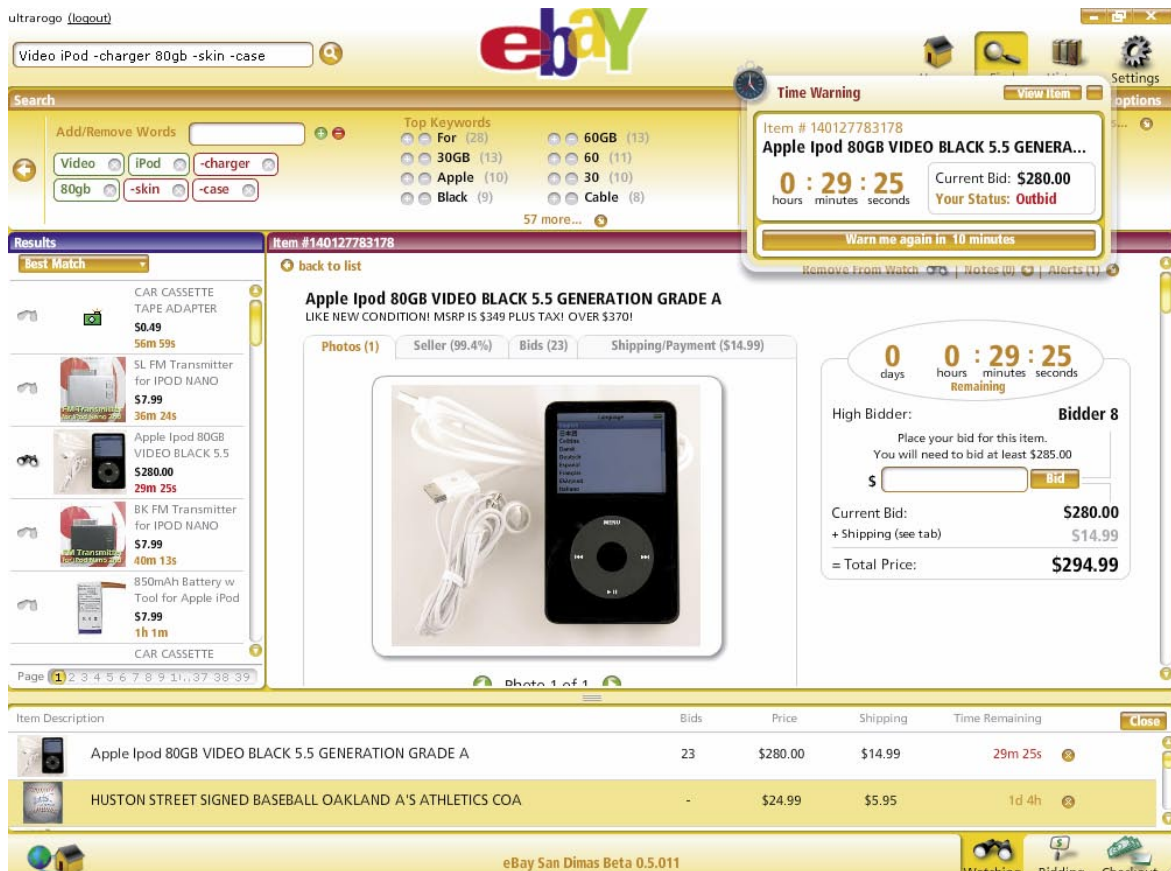 ultrarogo (logout)
Video iPod -charger 80gb -skin -case
ebaY
Settings
Search
options
Add/Remove Words
Video
iPod
-charger
80gb
-skin
-case
Top Keywords
For (28)
60GB (13)
30GB (13)
60 (11)
Apple (10)
30 (10)
Black (9)
Cable (8)
57 more...
Time Warning
View Item
Item # 140127783178
Apple Ipod 80GB VIDEO BLACK 5.5 GENERA...
0 : 29 : 25
hours minutes seconds
Current Bid: $280.00
Your Status: Outbid
Warn me again in 10 minutes
Results
Best Match
CAR CASSETTE
TAPE ADAPTER
$0.49
56m 59s
SL FM Transmitter
for IPOD NANO
$7.99
36m 24s
Apple Ipod 80GB
VIDEO BLACK 5.5
$280.00
29m 25s
BK FM Transmitter
for IPOD NANO
$7.99
40m 13s
850mAh Battery w
Tool for Apple iPod
$7.99
1h 1m
CAR CASSETTE
Page 1 2 3 4 5 6 7 8 9 1(..37 38 39
Item #140127783178
back to list
Remove From Watch | Notes (0) | Alerts (1)
Apple Ipod 80GB VIDEO BLACK 5.5 GENERATION GRADE A
LIKE NEW CONDITION! MSRP IS $349 PLUS TAX! OVER $370!
Photos (1)
Seller (99.4%)
Bids (23)
Shipping/Payment ($14.99)
Language
MENU
Photo 1 of 1
0 0 : 29 : 25
days hours minutes seconds
Remaining
High Bidder: Bidder 8
Place your bid for this item.
You will need to bid at least $285.00
$ Bid
Current Bid: $280.00
+ Shipping (see tab) $14.99
= Total Price: $294.99
Item Description Bids Price Shipping Time Remaining Close
Apple Ipod 80GB VIDEO BLACK 5.5 GENERATION GRADE A 23 $280.00 $14.99 29m 25s
HUSTON STREET SIGNED BASEBALL OAKLAND A'S ATHLETICS COA - $24.99 $5.95 1d 4h
eBay San Dimas Beta 0.5.011
Watching
Bidding
Checkout